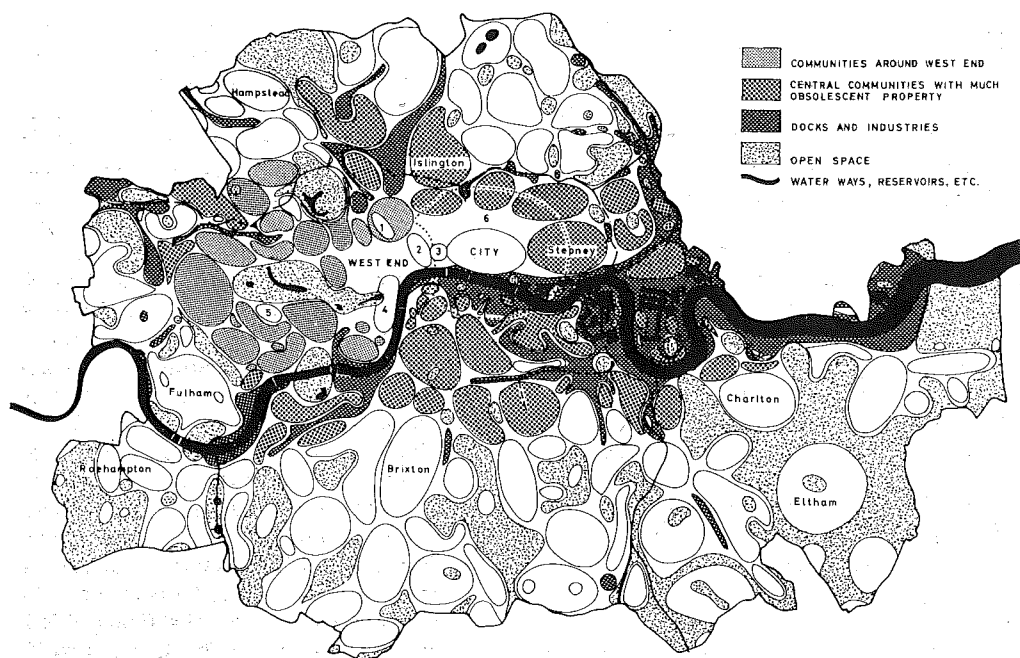 COMMUNITIES AROUND WEST END
CENTRAL COMMUNITIES WITH MUCH
OBSOLESCENT PROPERTY
DOCKS AND INDUSTRIES
OPEN SPACE
WATER WAYS, RESERVOIRS, ETC.
Hampstead
Islington
8
6
1
2
3
CITY
Stepney
WEST END
4
5
Fulham
Charlton
Roehampton
Brixton
Eltham